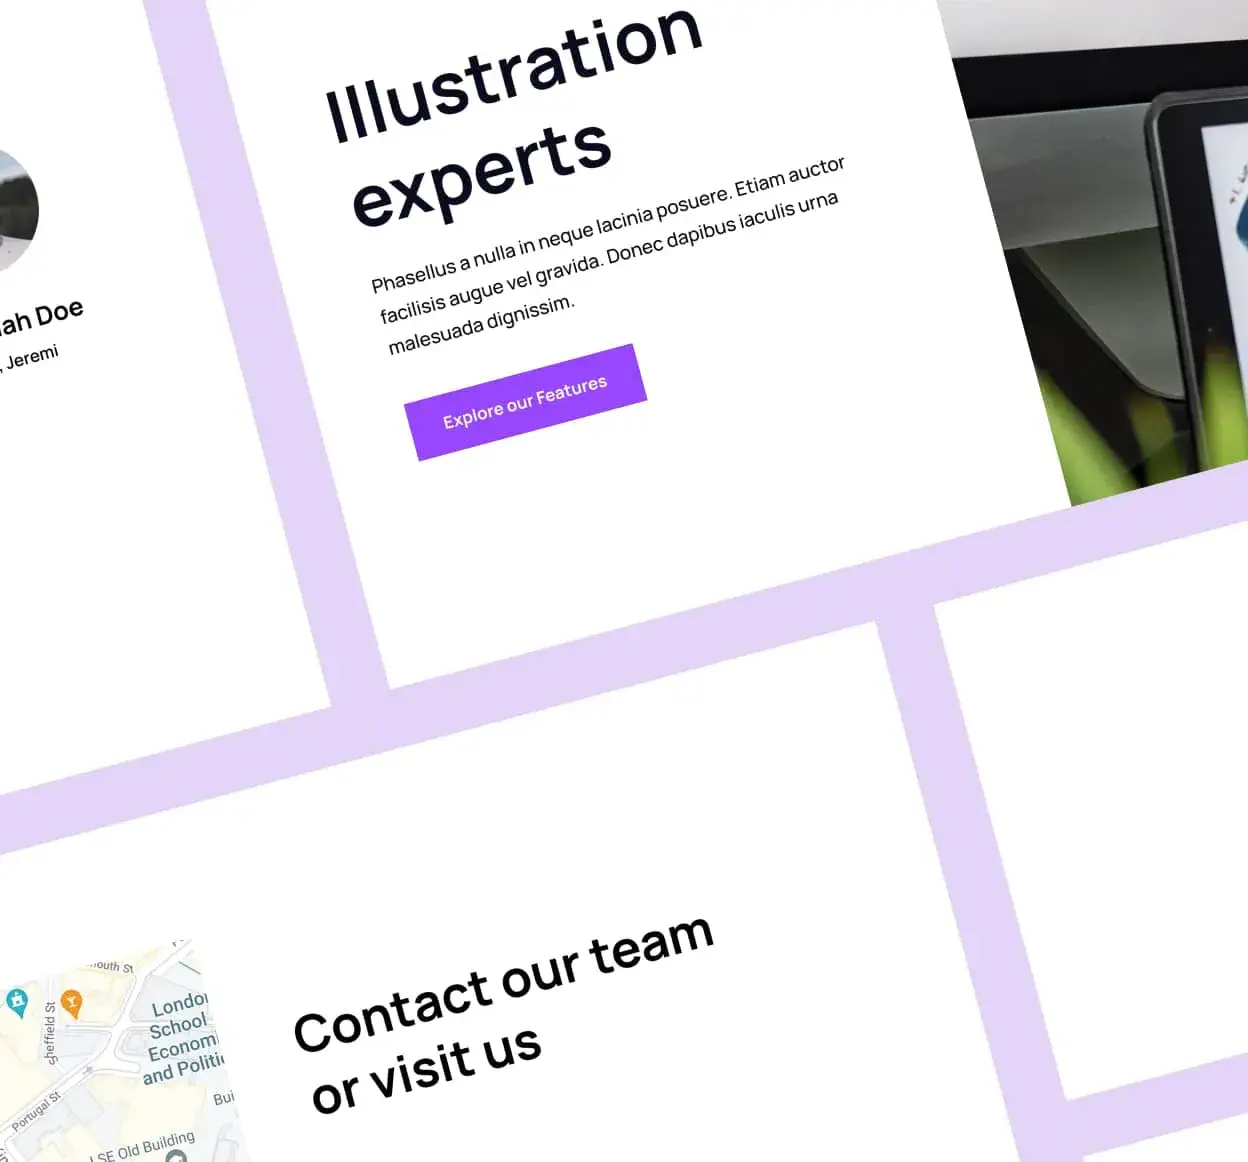 Illustration
experts
Phasellus a nulla in neque lacinia posuere. Etiam auctor
facilisis augue vel gravida. Donec dapibus iaculis urna
malesuada dignissim.
Explore our Features
ah Doe
, Jeremi
Contact our team
or visit us
mouth St
Sheffield St
Portugal St
London
School
Econom
and Politi
Bui
LSE Old Building